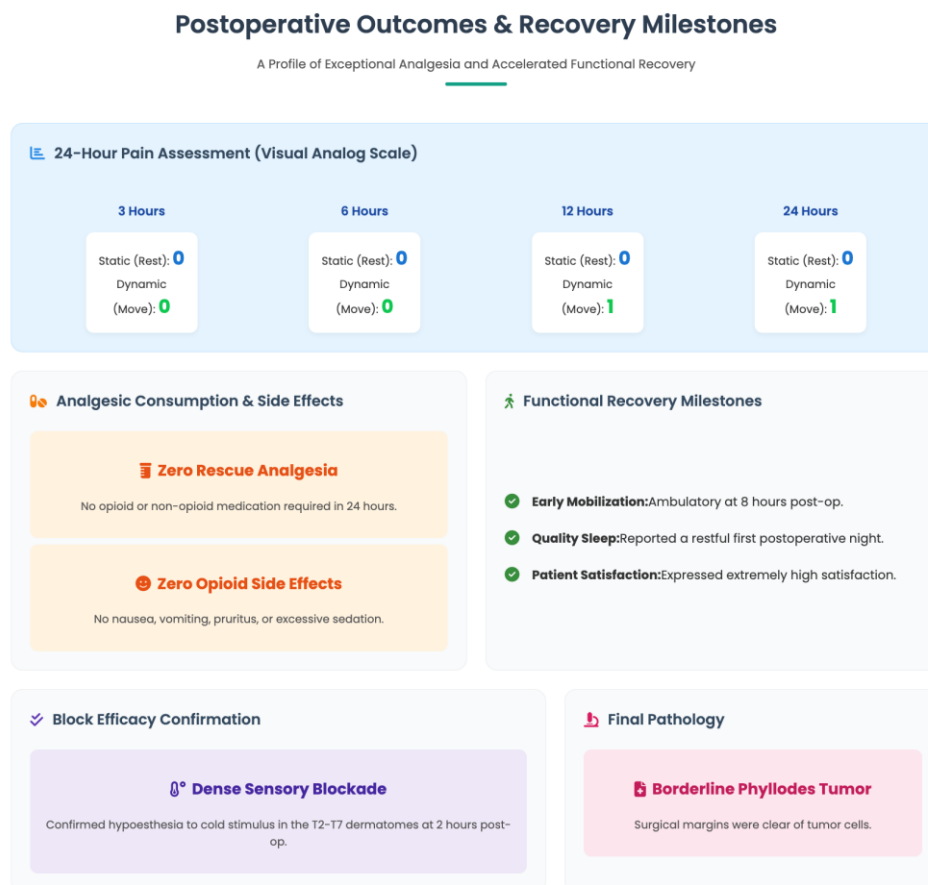 Postoperative Outcomes & Recovery Milestones
A Profile of Exceptional Analgesia and Accelerated Functional Recovery
24-Hour Pain Assessment (Visual Analog Scale)
3 Hours
Static (Rest): 0
Dynamic
(Move): 0
6 Hours
Static (Rest): 0
Dynamic
(Move): 0
12 Hours
Static (Rest): 0
Dynamic
(Move): 1
24 Hours
Static (Rest): 0
Dynamic
(Move): 1
Analgesic Consumption & Side Effects
Zero Rescue Analgesia
No opioid or non-opioid medication required in 24 hours.
Zero Opioid Side Effects
No nausea, vomiting, pruritus, or excessive sedation.
Functional Recovery Milestones
Early Mobilization:Ambulatory at 8 hours post-op.
Quality Sleep:Reported a restful first postoperative night.
Patient Satisfaction:Expressed extremely high satisfaction.
Block Efficacy Confirmation
Dense Sensory Blockade
Confirmed hypoesthesia to cold stimulus in the T2-T7 dermatomes at 2 hours post-
op.
Final Pathology
Borderline Phyllodes Tumor
Surgical margins were clear of tumor cells.